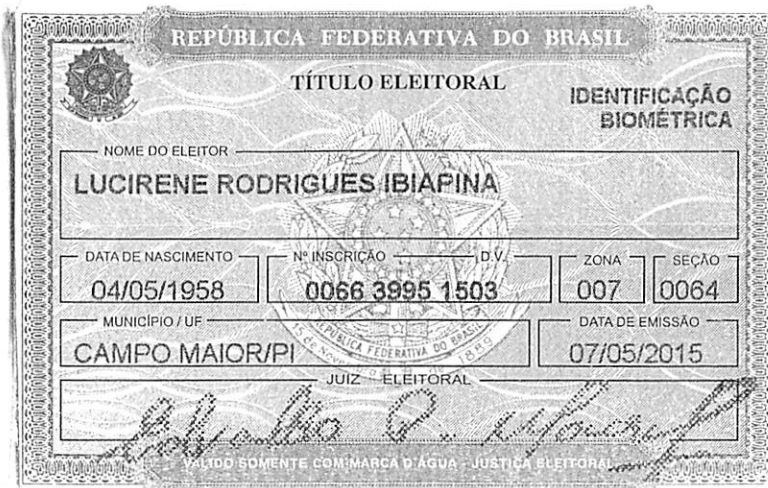 REPÚBLICA FEDERATIVA DO BRASIL
TÍTULO ELEITORAL
IDENTIFICAÇÃO
BIOMÉTRICA
NOME DO ELEITOR
LUCIRENE RODRIGUES IBIAPINA
DATA DE NASCIMENTO Nº INSCRIÇÃO D.V. ZONA SEÇÃO
04/05/1958 0066 3995 1503 007 0064
MUNICÍPIO / UF DATA DE EMISSÃO
CAMPO MAIOR/PI 07/05/2015
JUIZ ELEITORAL
VÁLIDO SOMENTE COM MARCA D'ÁGUA - JUSTIÇA ELEITORAL